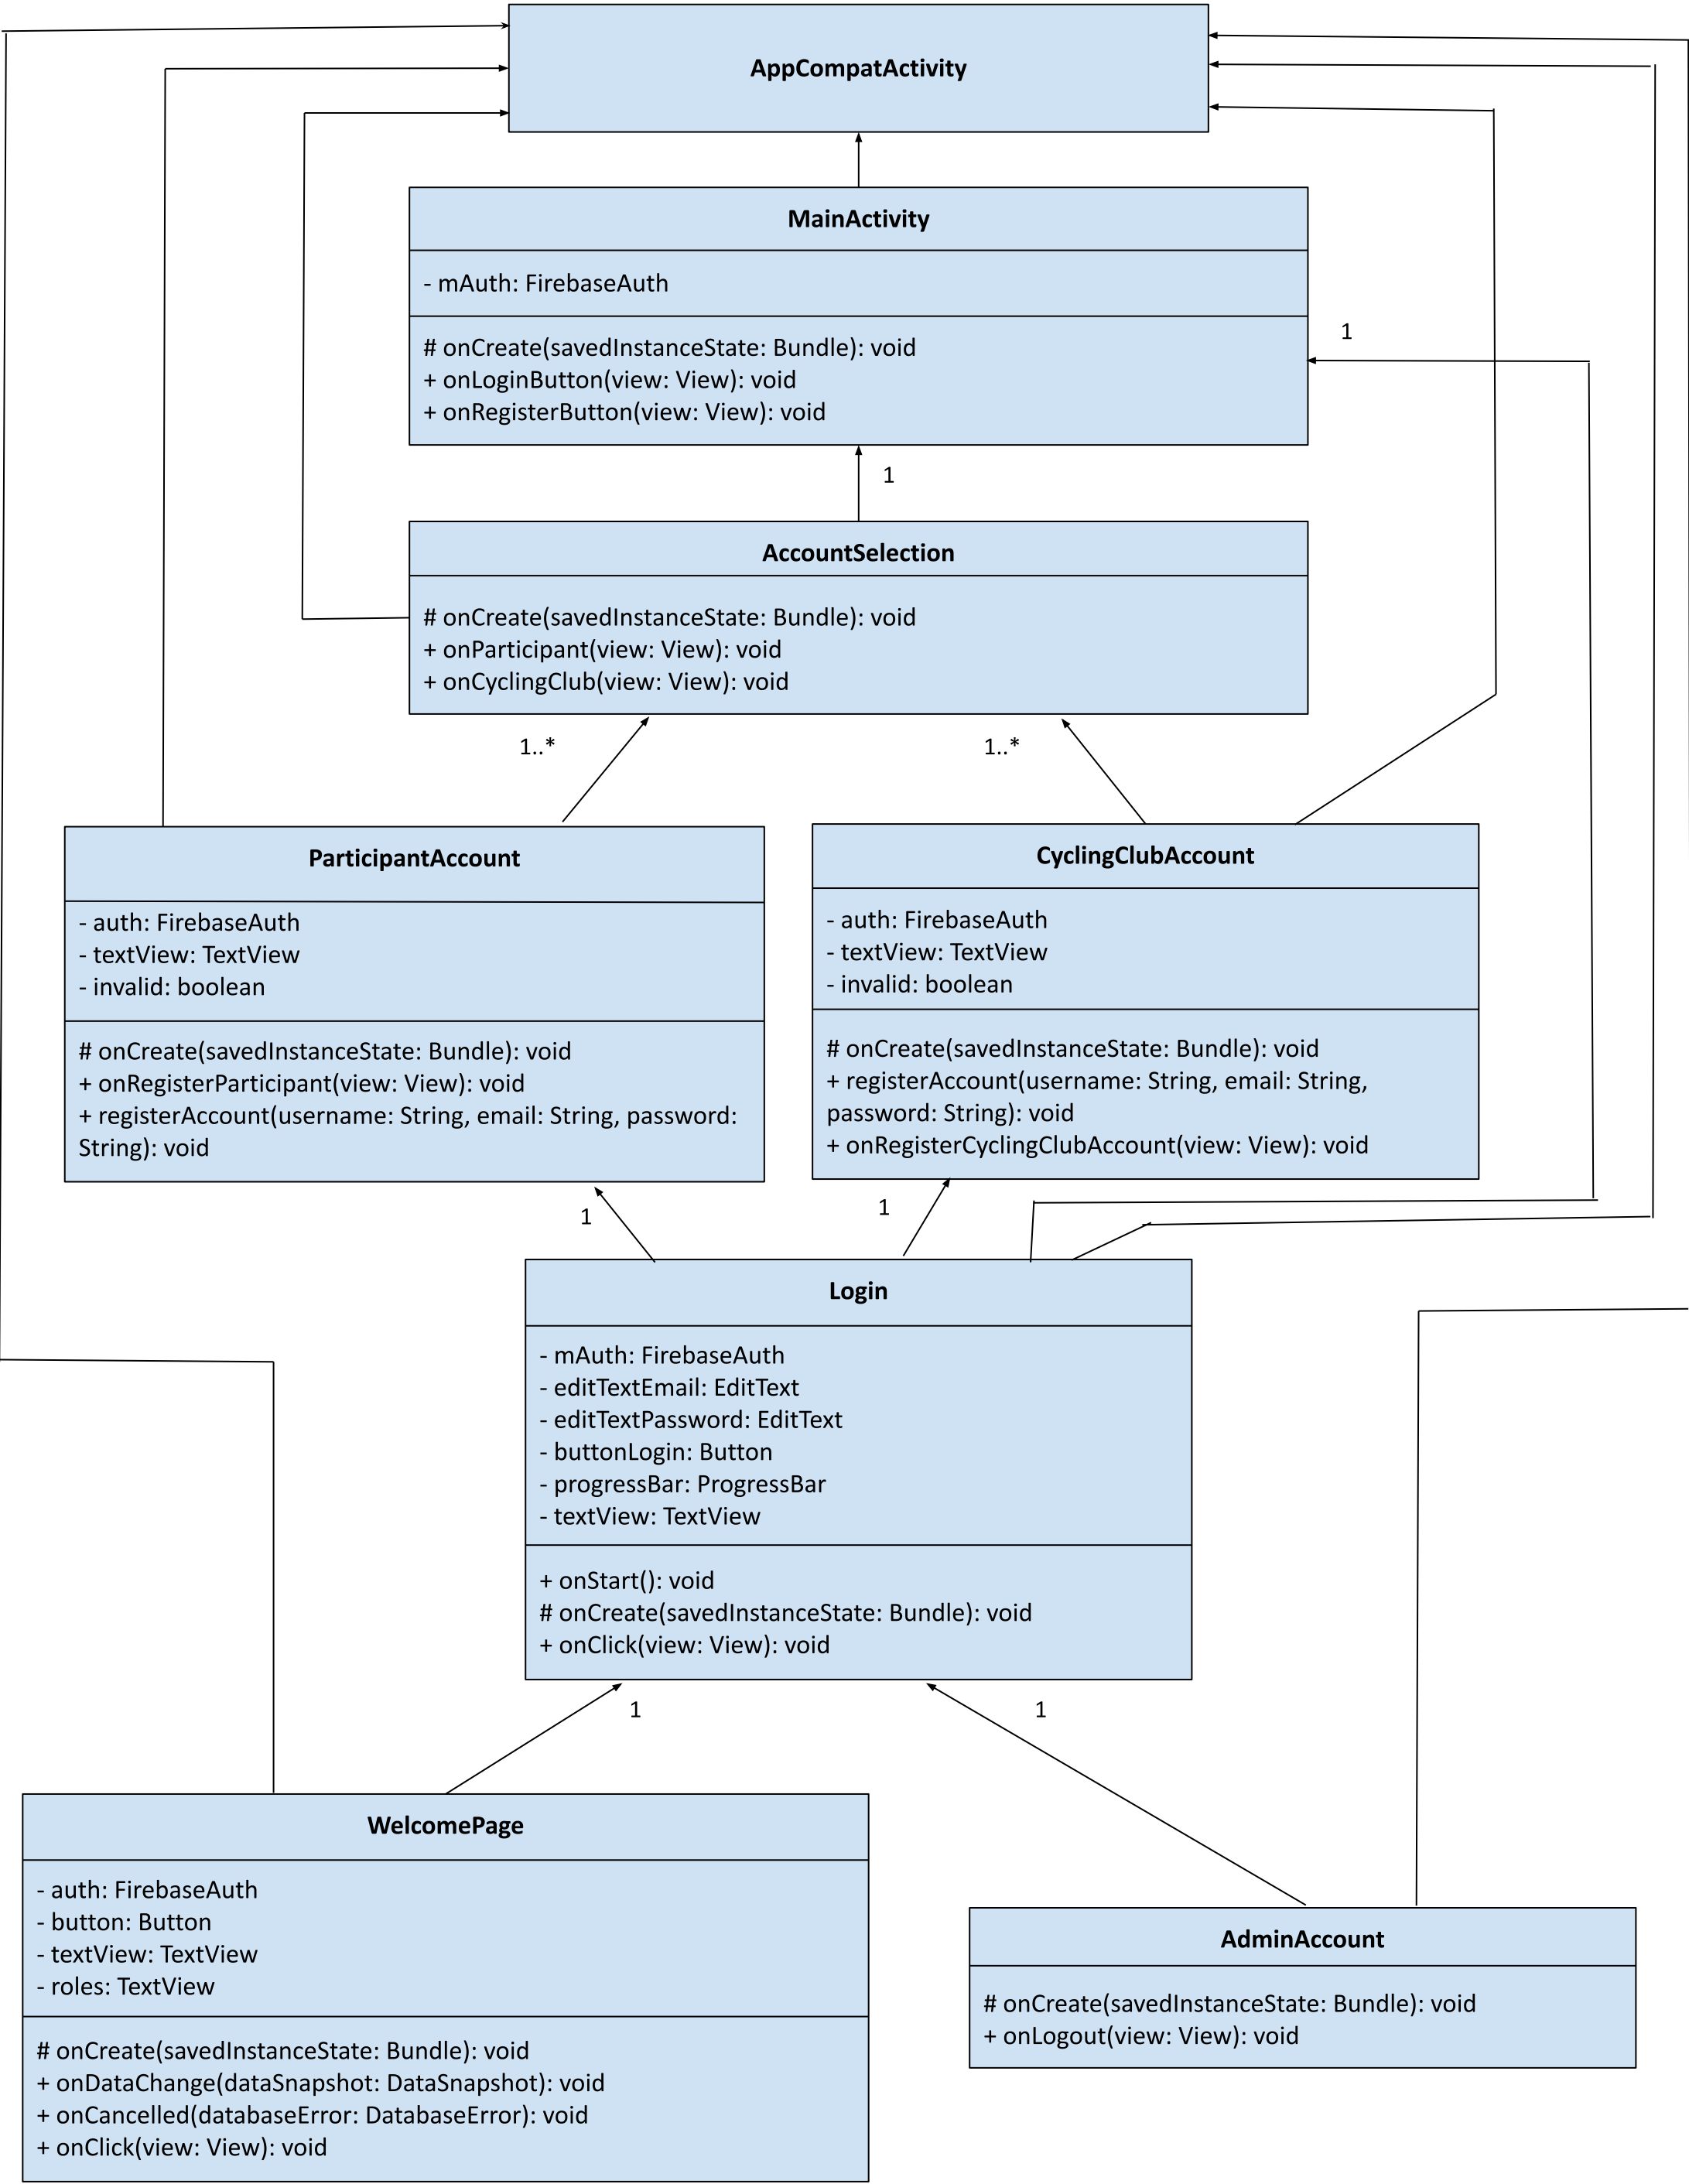 AppCompatActivity
MainActivity
- mAuth: FirebaseAuth
# onCreate(savedInstanceState: Bundle): void
+ onLoginButton(view: View): void
+ onRegisterButton(view: View): void
1
1
AccountSelection
# onCreate(savedInstanceState: Bundle): void
+ onParticipant(view: View): void
+ onCyclingClub(view: View): void
1..*
1..*
ParticipantAccount
- auth: FirebaseAuth
- textView: TextView
- invalid: boolean
# onCreate(savedInstanceState: Bundle): void
+ onRegisterParticipant(view: View): void
+ registerAccount(username: String, email: String, password:
String): void
CyclingClubAccount
- auth: FirebaseAuth
- textView: TextView
- invalid: boolean
# onCreate(savedInstanceState: Bundle): void
+ registerAccount(username: String, email: String,
password: String): void
+ onRegisterCyclingClubAccount(view: View): void
1
1
Login
- mAuth: FirebaseAuth
- editTextEmail: EditText
- editTextPassword: EditText
- buttonLogin: Button
- progressBar: ProgressBar
- textView: TextView
+ onStart(): void
# onCreate(savedInstanceState: Bundle): void
+ onClick(view: View): void
1
1
WelcomePage
- auth: FirebaseAuth
- button: Button
- textView: TextView
- roles: TextView
# onCreate(savedInstanceState: Bundle): void
+ onDataChange(dataSnapshot: DataSnapshot): void
+ onCancelled(databaseError: DatabaseError): void
+ onClick(view: View): void
AdminAccount
# onCreate(savedInstanceState: Bundle): void
+ onLogout(view: View): void